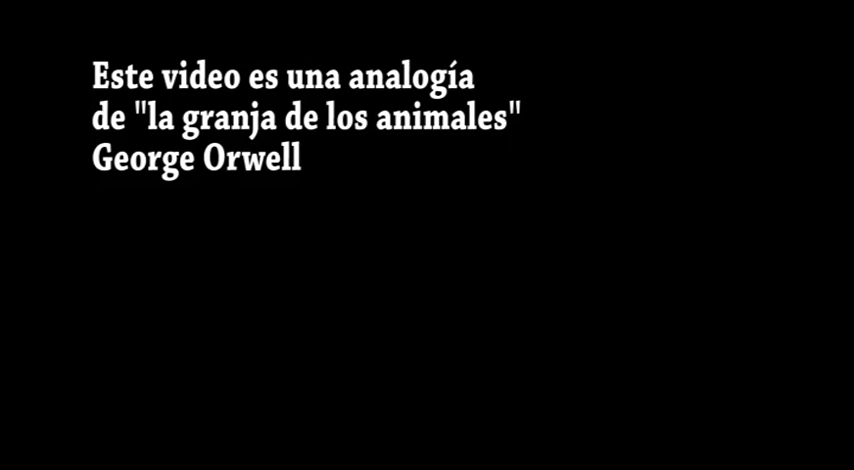 Este video es una analogía
de "la granja de los animales"
George Orwell